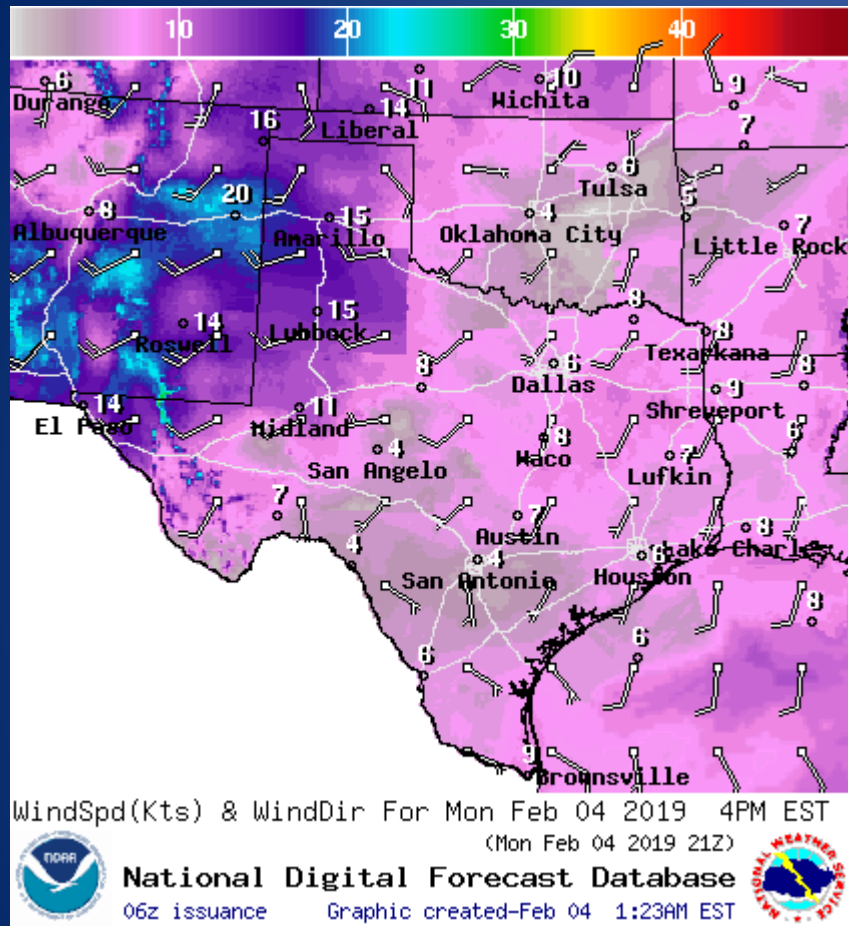 10 20 30 40
6 11 10 9
Durango 14 Wichita
16 Liberal 7
6
Tulsa
8 20 15 4 5 7
Albuquerque Amarillo Oklahoma City Little Rock
14 15 8
Roswell Lubbock 8
Texarkana
8 6 8
Dallas 9
14 11 Shreveport
El Paso Midland 8 6
4 Waco 7
San Angelo Lufkin
7 7 8
Austin
4 4 6 Lake Charles
San Antonio Houston
8
6
6
9
Brownsville
WindSpd(Kts) & WindDir For Mon Feb 04 2019 4PM EST
(Mon Feb 04 2019 21Z)
NOAA
National Digital Forecast Database
06z issuance Graphic created-Feb 04 1:23AM EST
NATIONAL WEATHER SERVICE